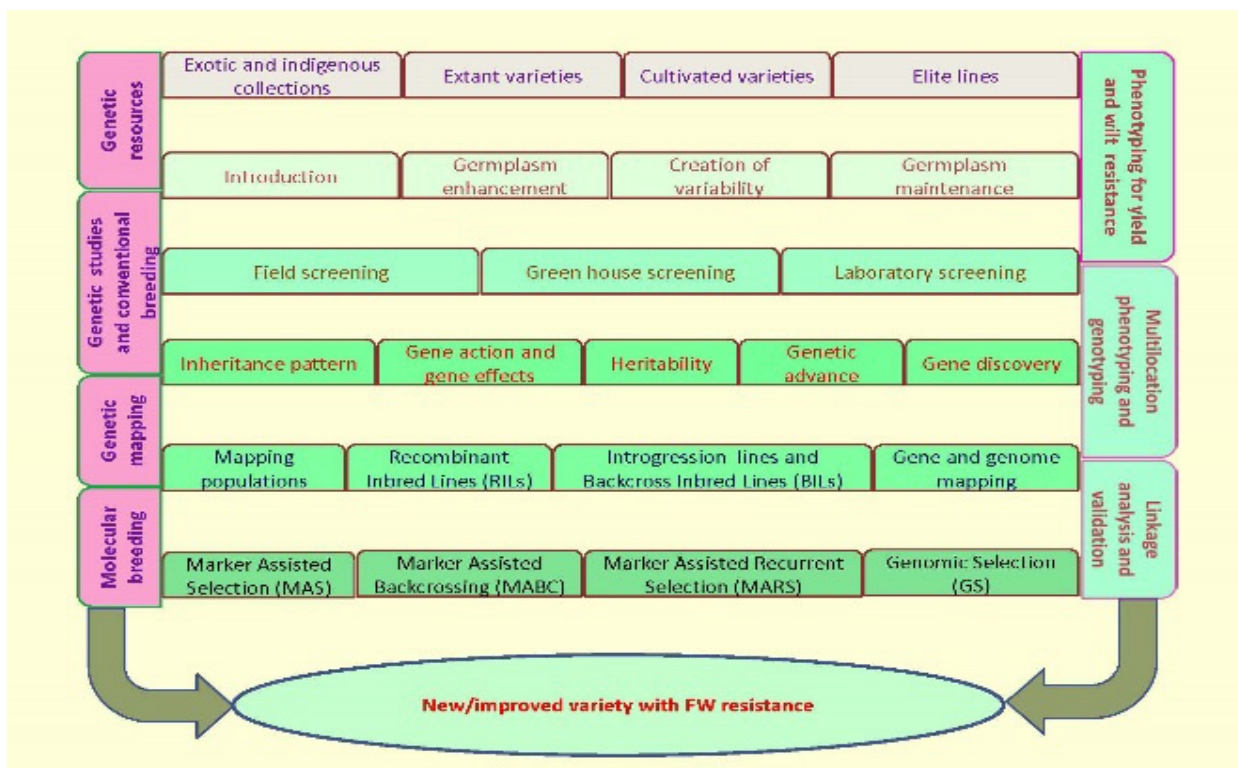 Genetic
resources
Exotic and indigenous
collections
Extant varieties
Cultivated varieties
Elite lines
Phenotyping for yield
and wilt resistance
Introduction
Germplasm
enhancement
Creation of
variability
Germplasm
maintenance
Genetic studies
and conventional
breeding
Field screening
Green house screening
Laboratory screening
Multilocation
phenotyping and
genotyping
Inheritance pattern
Gene action and
gene effects
Heritability
Genetic
advance
Gene discovery
Genetic
mapping
Mapping
populations
Recombinant
Inbred Lines (RILs)
Introgression lines and
Backcross Inbred Lines (BILs)
Gene and genome
mapping
Linkage
analysis and
validation
Molecular
breeding
Marker Assisted
Selection (MAS)
Marker Assisted
Backcrossing (MABC)
Marker Assisted Recurrent
Selection (MARS)
Genomic Selection
(GS)
New/improved variety with FW resistance